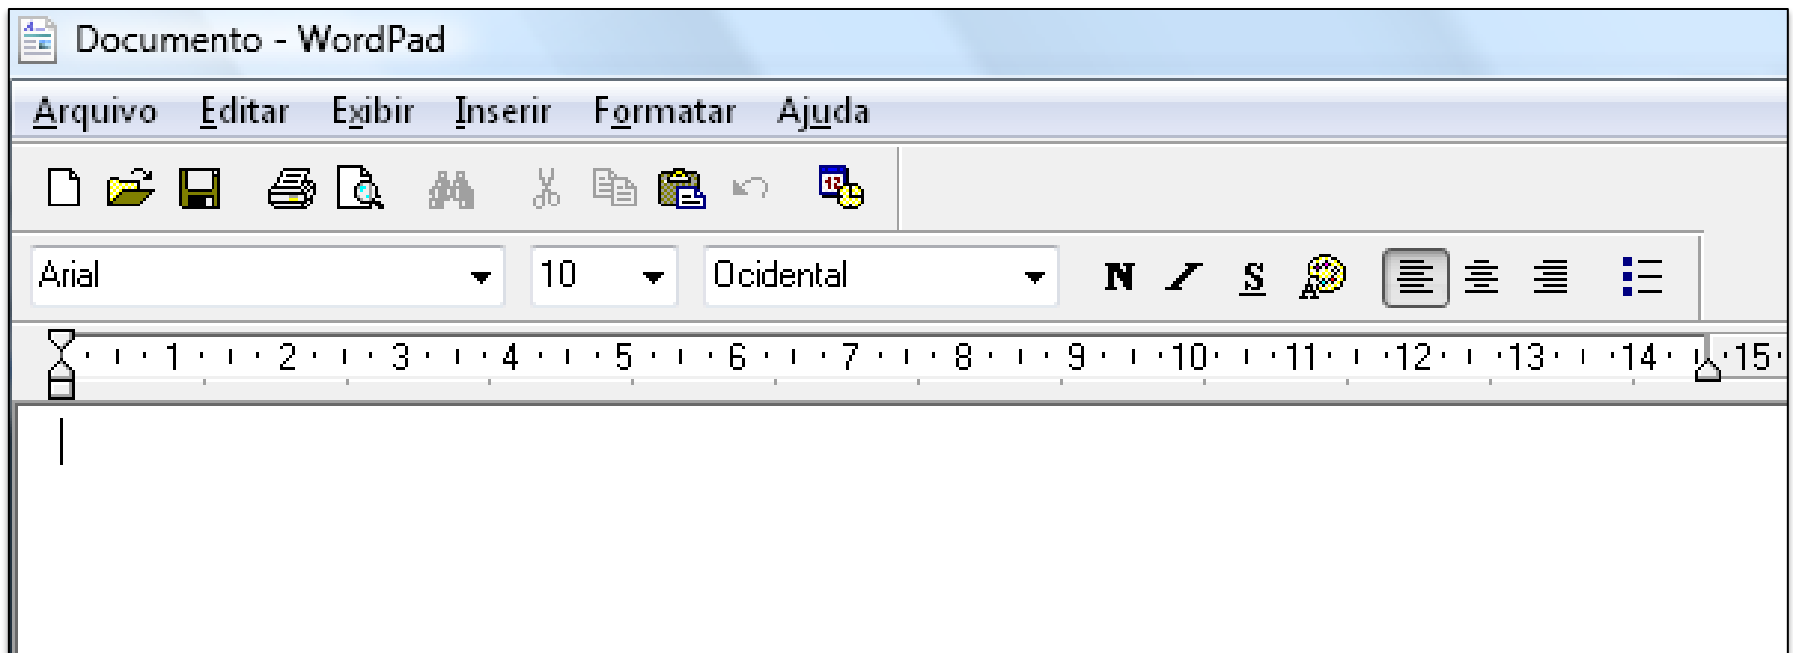 Documento - WordPad
Arquivo Editar Exibir Inserir Formatar Ajuda
12
Arial 10 Ocidental N I S A
1 2 3 4 5 6 7 8 9 10 11 12 13 14 15